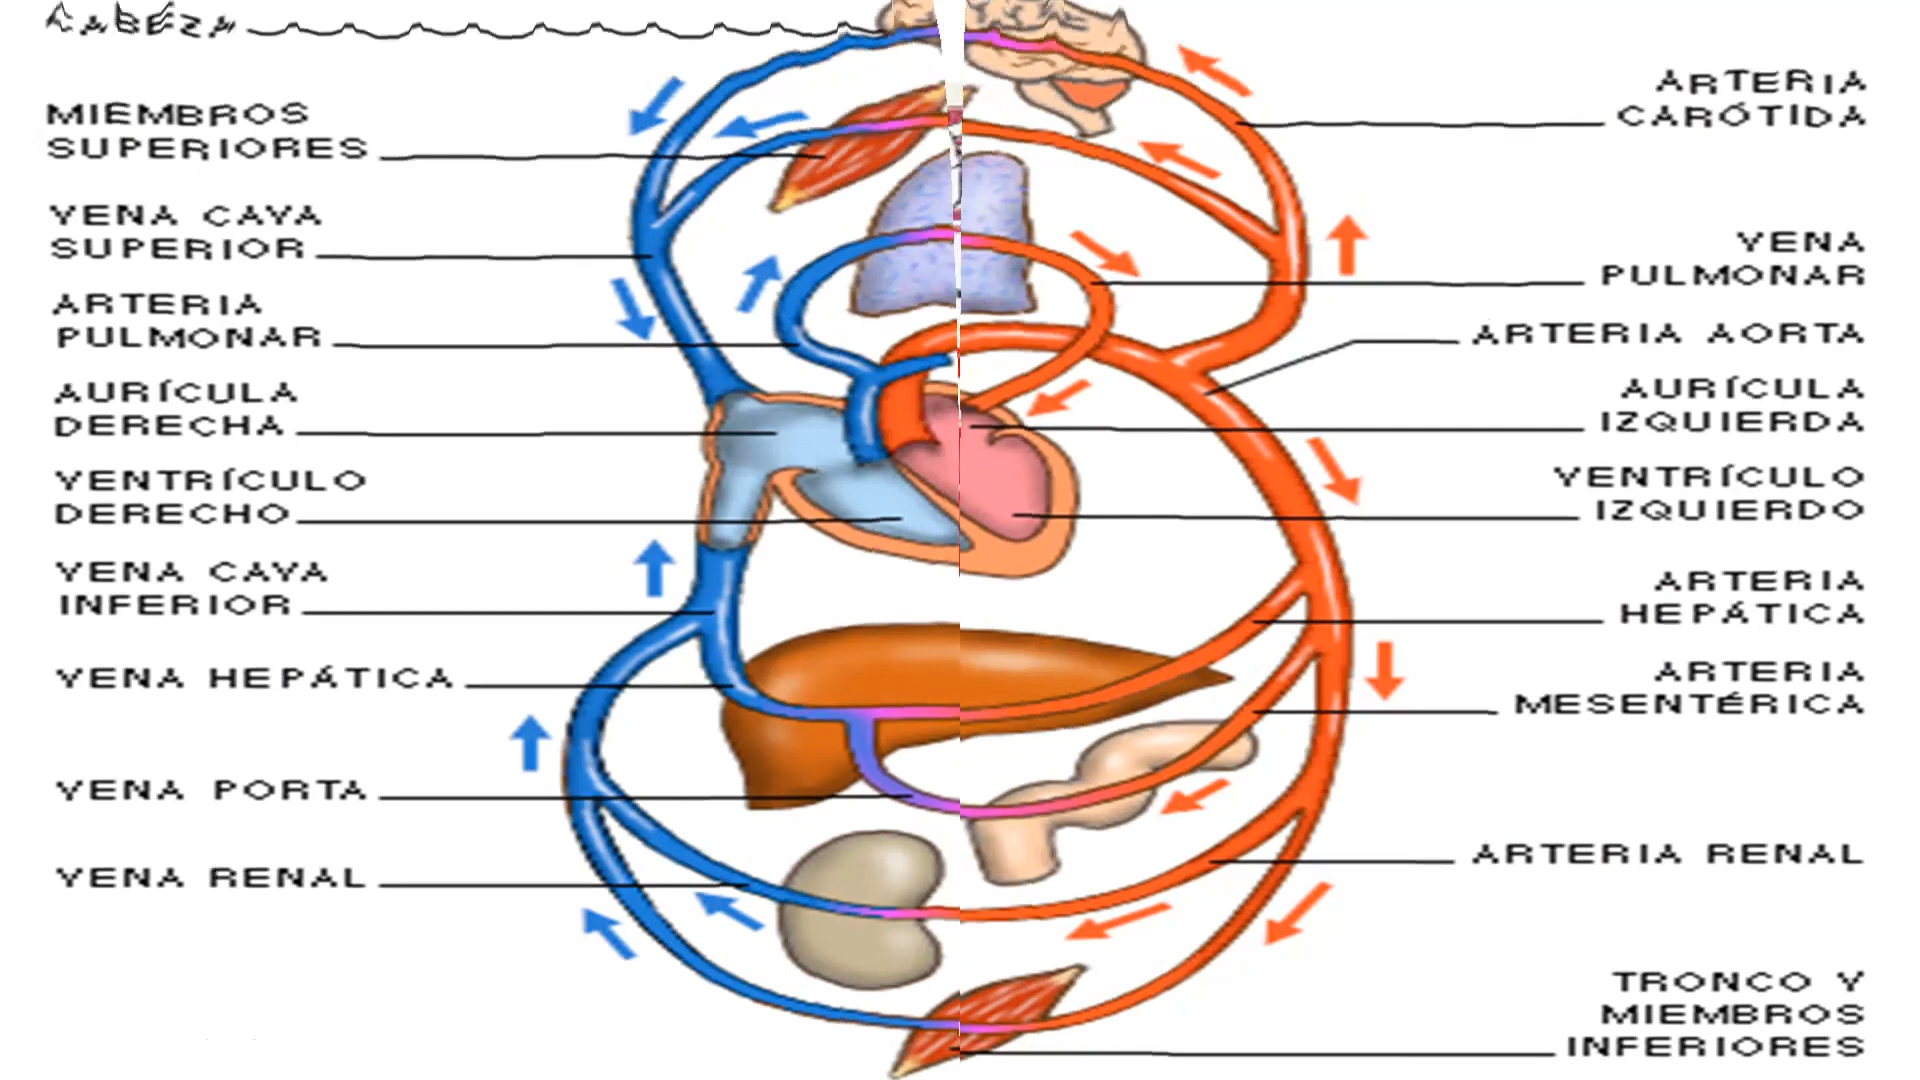 CABEZA
MIEMBROS
SUPERIORES
VENA CAVA
SUPERIOR
ARTERIA
PULMONAR
AURÍCULA
DERECHA
VENTRÍCULO
DERECHO
VENA CAVA
INFERIOR
VENA HEPÁTICA
VENA PORTA
VENA RENAL
ARTERIA
CARÓTIDA
VENA
PULMONAR
ARTERIA AORTA
AURÍCULA
IZQUIERDA
VENTRÍCULO
IZQUIERDO
ARTERIA
HEPÁTICA
ARTERIA
MESENTÉRICA
ARTERIA RENAL
TRONCO Y
MIEMBROS
INFERIORES